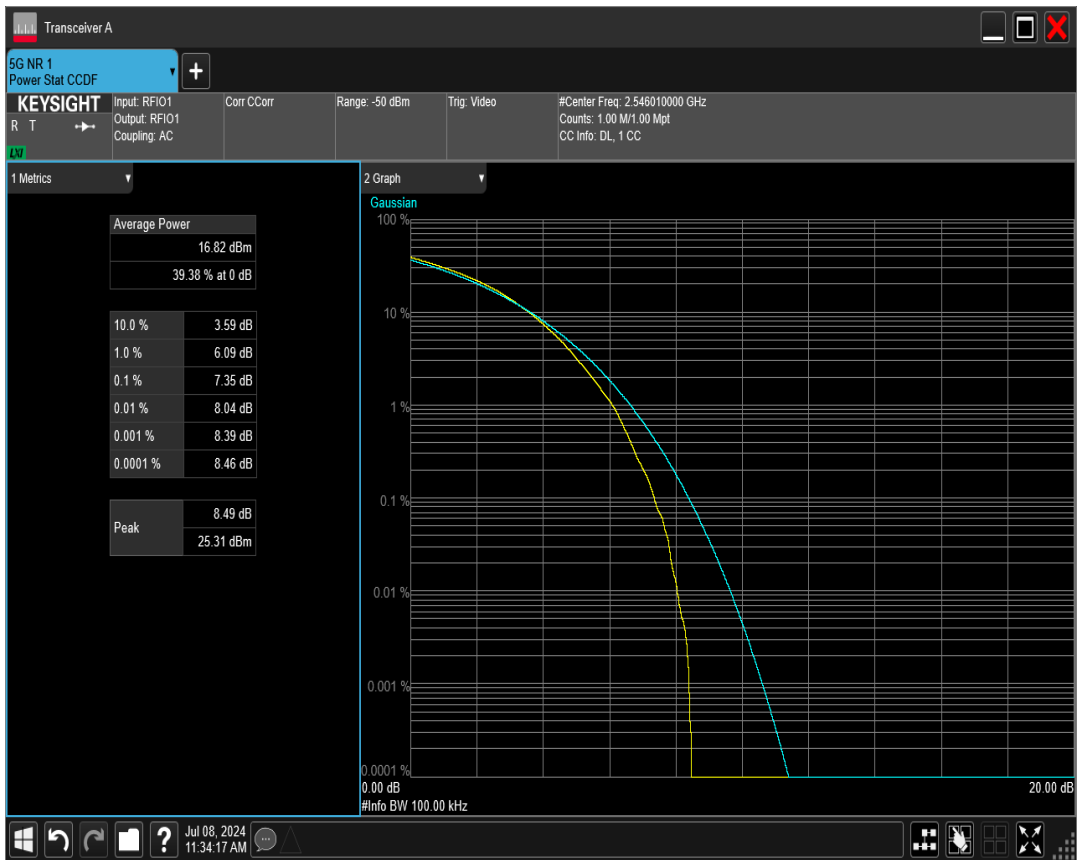 Transceiver A
5G NR 1
Power Stat CCDF
+
KEYSIGHT
R T
LXI
Input: RFIO1
Output: RFIO1
Coupling: AC
Corr CCorr
Range: -50 dBm
Trig: Video
#Center Freq: 2.546010000 GHz
Counts: 1.00 M/1.00 Mpt
CC Info: DL, 1 CC
1 Metrics
Average Power
16.82 dBm
39.38 % at 0 dB
10.0 % 3.59 dB
1.0 % 6.09 dB
0.1 % 7.35 dB
0.01 % 8.04 dB
0.001 % 8.39 dB
0.0001 % 8.46 dB
Peak
8.49 dB
25.31 dBm
2 Graph
Gaussian
100 %
10 %
1 %
0.1 %
0.01 %
0.001 %
0.0001 %
0.00 dB 20.00 dB
#Info BW 100.00 kHz
?
Jul 08, 2024
11:34:17 AM